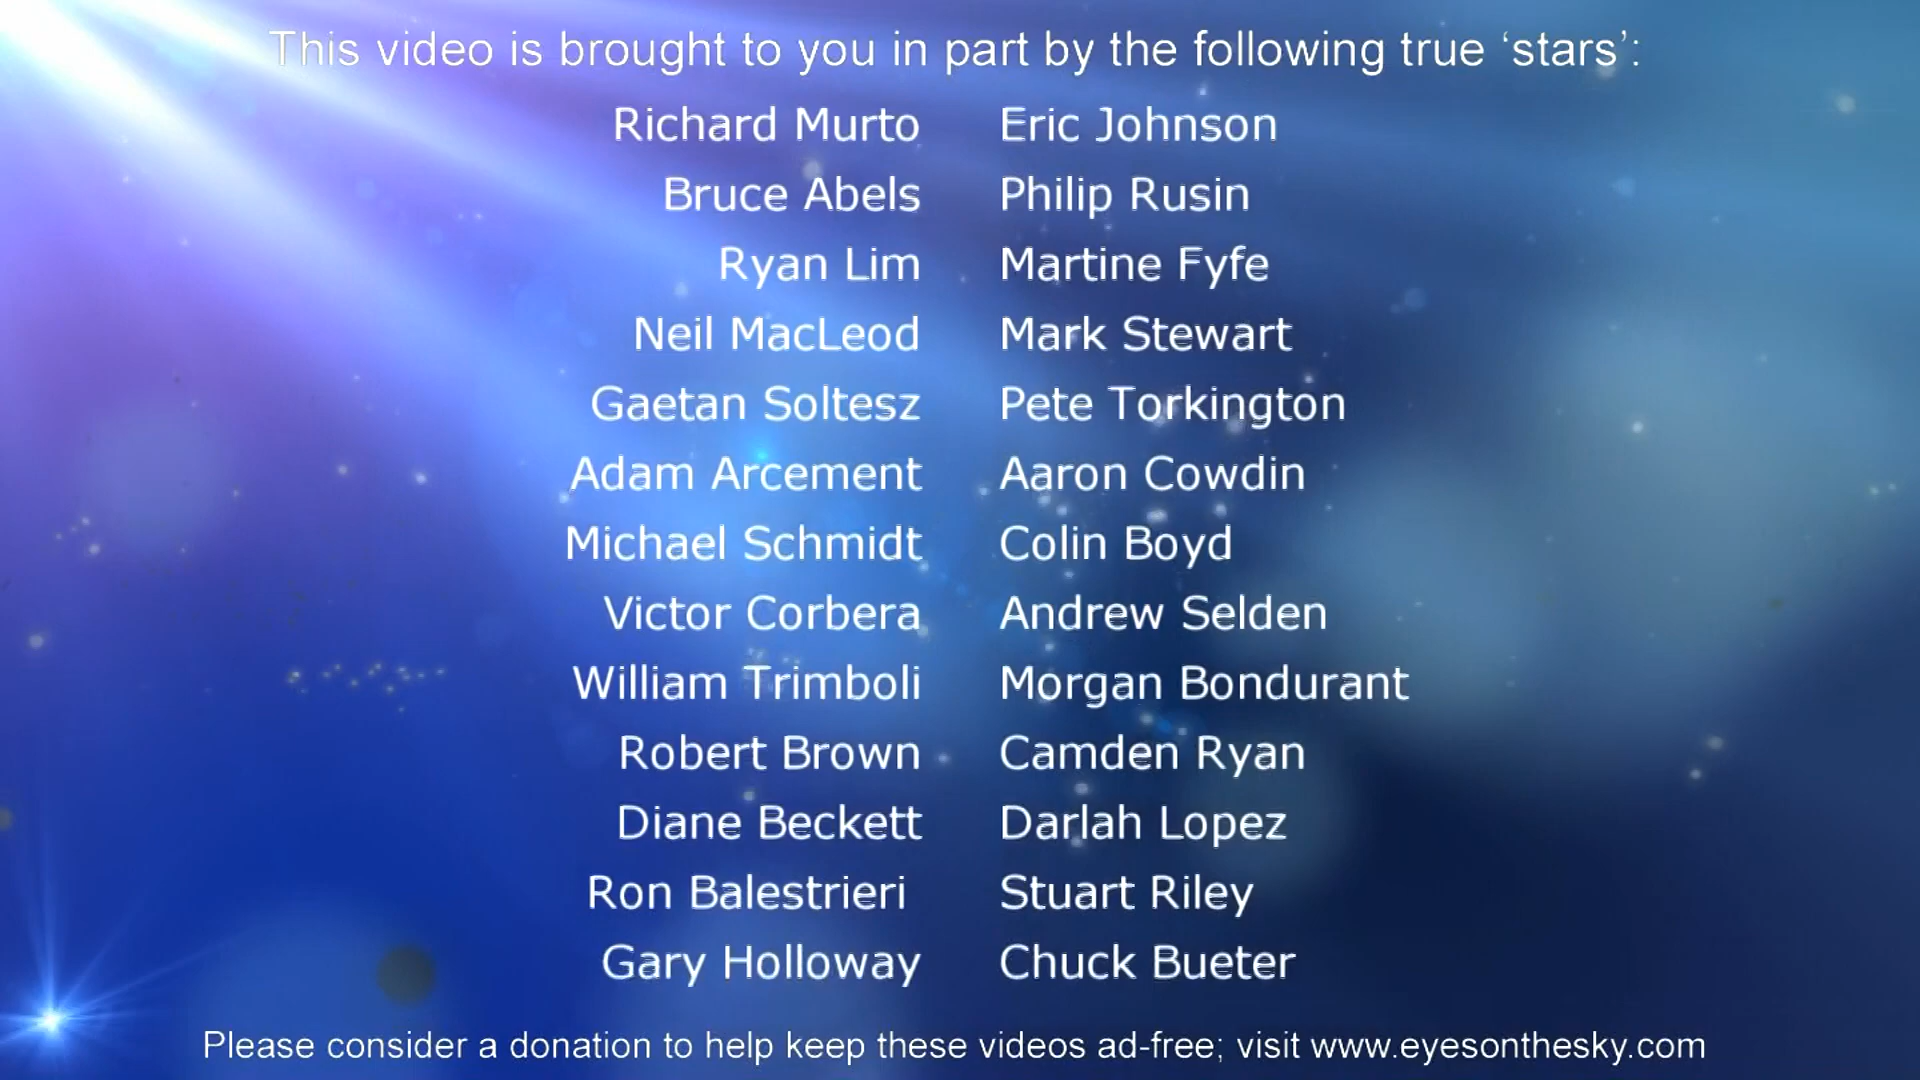 This video is brought to you in part by the following true ‘stars’:
Richard Murto Eric Johnson
Bruce Abels Philip Rusin
Ryan Lim Martine Fyfe
Neil MacLeod Mark Stewart
Gaetan Soltesz Pete Torkington
Adam Arcement Aaron Cowdin
Michael Schmidt Colin Boyd
Victor Corbera Andrew Selden
William Trimboli Morgan Bondurant
Robert Brown Camden Ryan
Diane Beckett Darlah Lopez
Ron Balestrieri Stuart Riley
Gary Holloway Chuck Bueter
Please consider a donation to help keep these videos ad-free; visit www.eyesonthesky.com